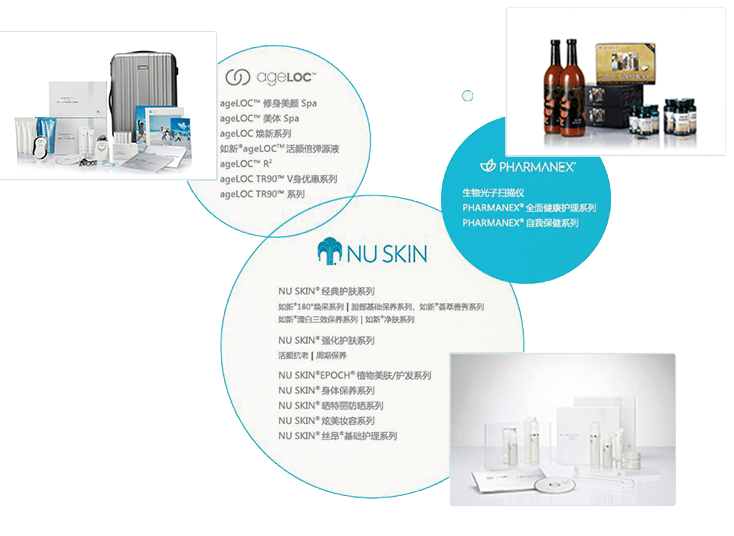 ageLOC™
ageLOC™ 修身美颜 Spa
ageLOC™ 美体 Spa
ageLOC 焕新系列
如新®ageLOC™活颜倍弹源液
ageLOC™ R²
ageLOC TR90™ V身优惠系列
ageLOC TR90™ 系列
PHARMANEX®
生物光子扫描仪
PHARMANEX® 全面健康护理系列
PHARMANEX® 自我保健系列
NU SKIN
NU SKIN® 经典护肤系列
如新®180°焕采系列 | 脸部基础保养系列，如新®荟萃善秀系列
如新®滢白三效保养系列 | 如新®净肤系列
NU SKIN® 强化护肤系列
活颜抗老 | 周期保养
NU SKIN®EPOCH® 植物美肤/护发系列
NU SKIN® 身体保养系列
NU SKIN® 晒特丽防晒系列
NU SKIN® 炫美妆容系列
NU SKIN® 丝昂®基础护理系列